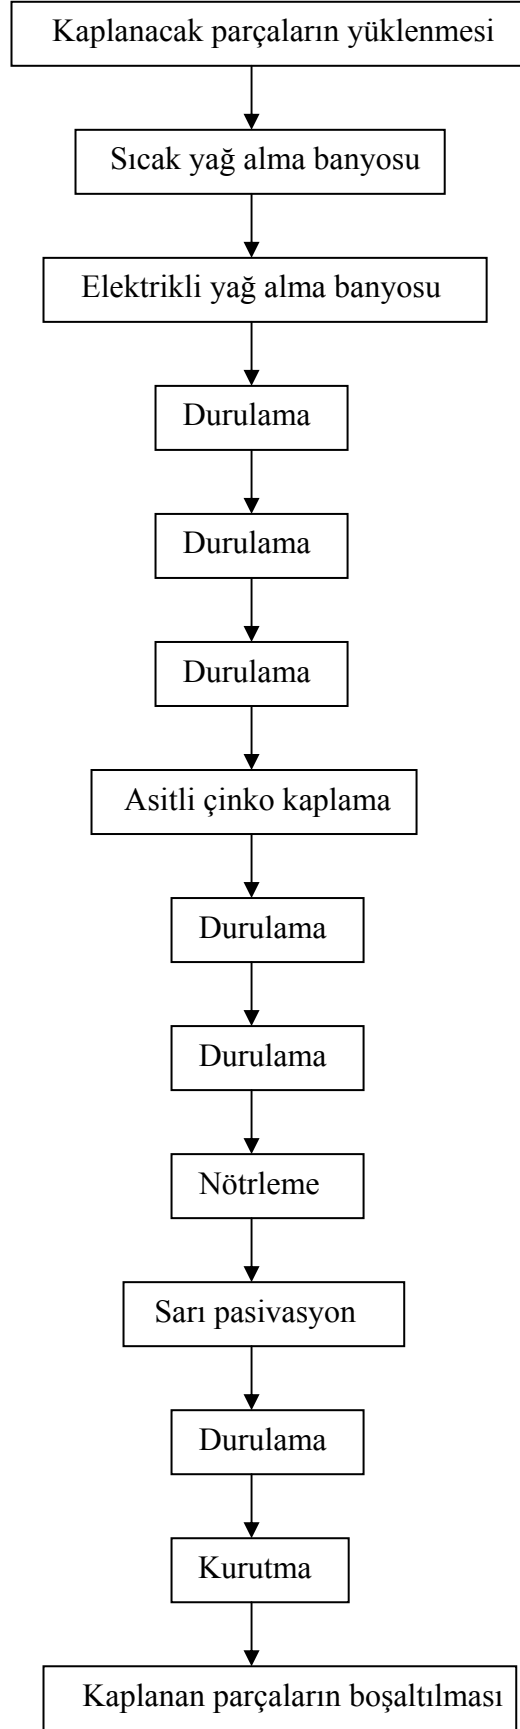 Kaplanacak parçaların yüklenmesi
Sıcak yağ alma banyosu
Elektrikli yağ alma banyosu
Durulama
Durulama
Durulama
Asitli çinko kaplama
Durulama
Durulama
Nötrleme
Sarı pasivasyon
Durulama
Kurutma
Kaplanan parçaların boşaltılması